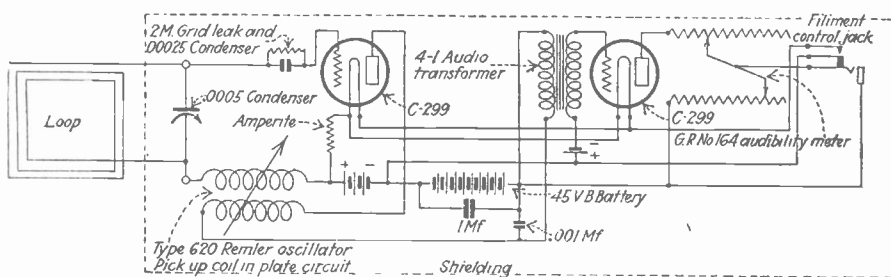 2M. Grid leak and
.00025 Condenser
Filiment
control jack
4-1 Audio
transformer
Loop
.0005 Condenser
C-299
Amperite
C-299
G.R No 164 audibility meter
+ -
-
+
45 V B Battery
1 Mf
.001 Mf
Type 620 Remler oscillator
Pick up coil in plate circuit
Shielding